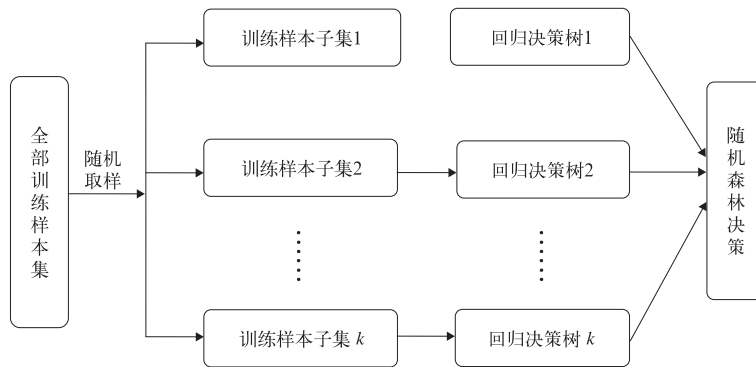 全部训练样本集
随机
取样
训练样本子集1
回归决策树1
训练样本子集2
回归决策树2
训练样本子集 k
回归决策树 k
随机森林决策